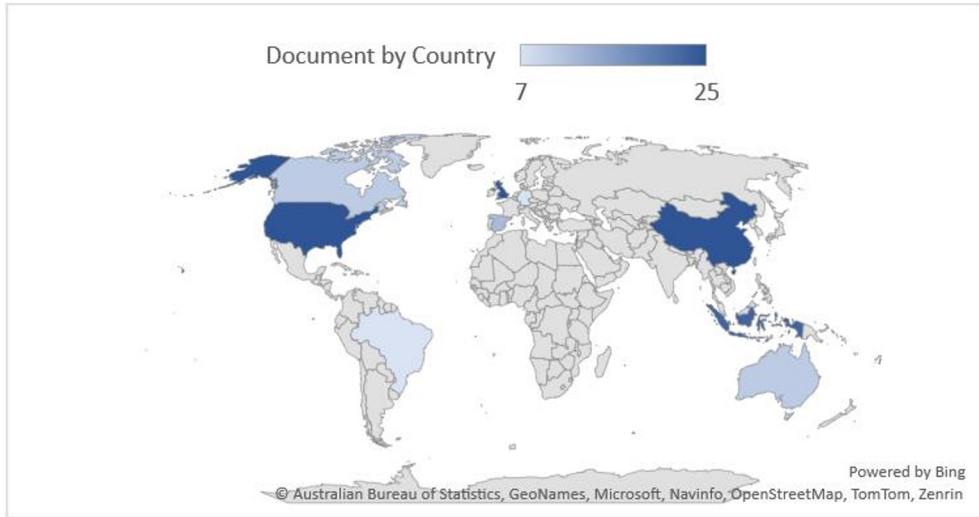 Document by Country
7 25
Powered by Bing
© Australian Bureau of Statistics, GeoNames, Microsoft, Navinfo, OpenStreetMap, TomTom, Zenrin